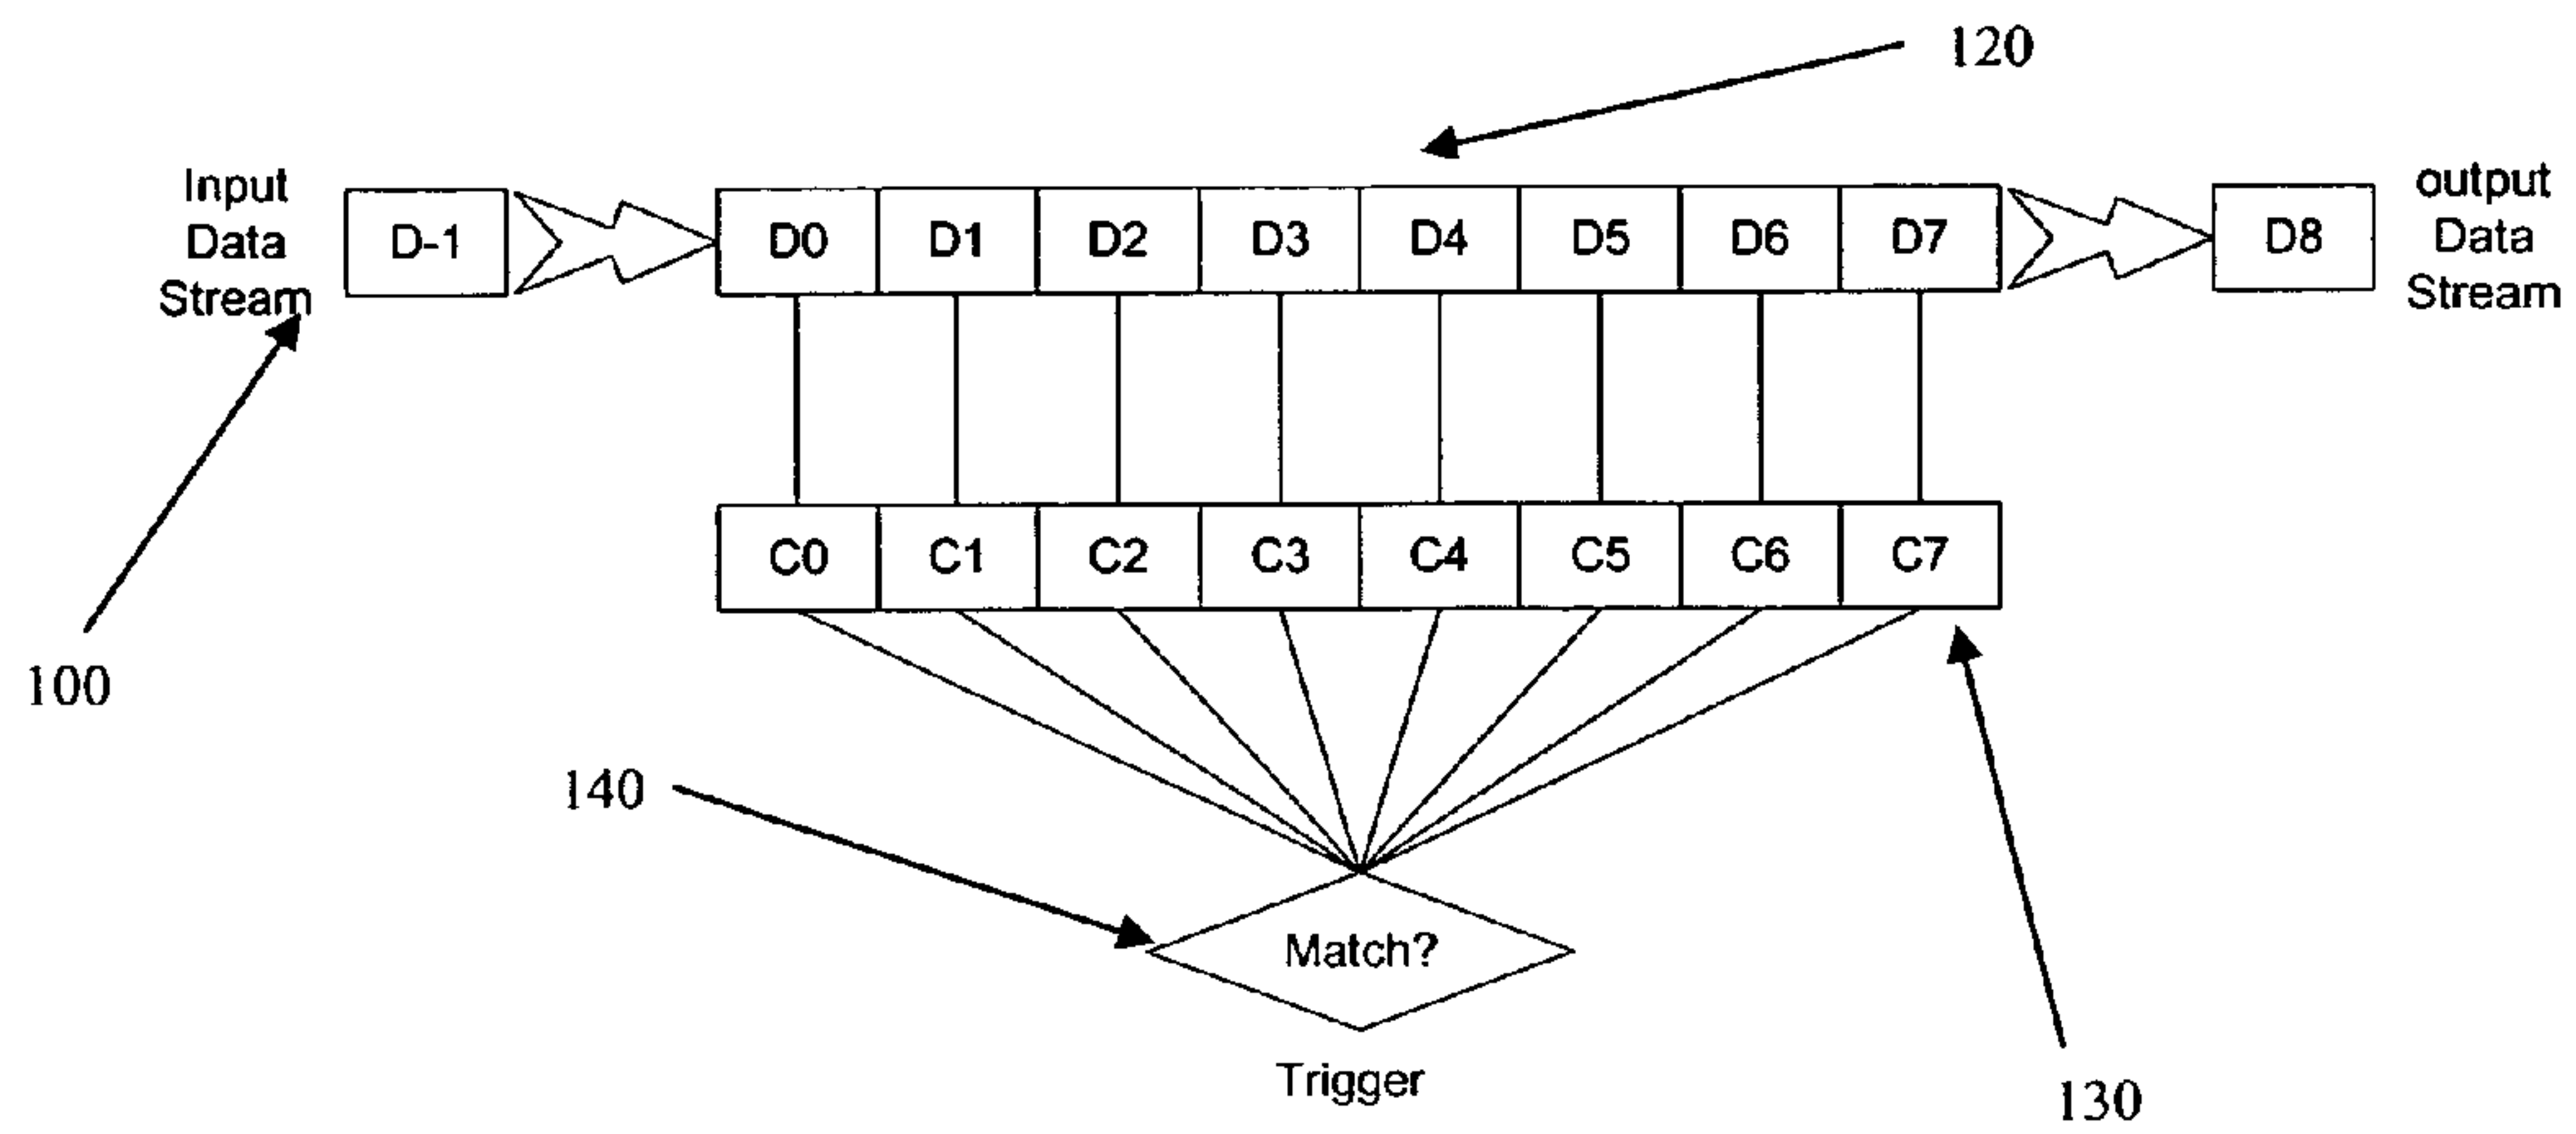 120
Input
Data
Stream
D-1
D0 D1 D2 D3 D4 D5 D6 D7
D8
output
Data
Stream
C0 C1 C2 C3 C4 C5 C6 C7
100
140
Match?
Trigger
130